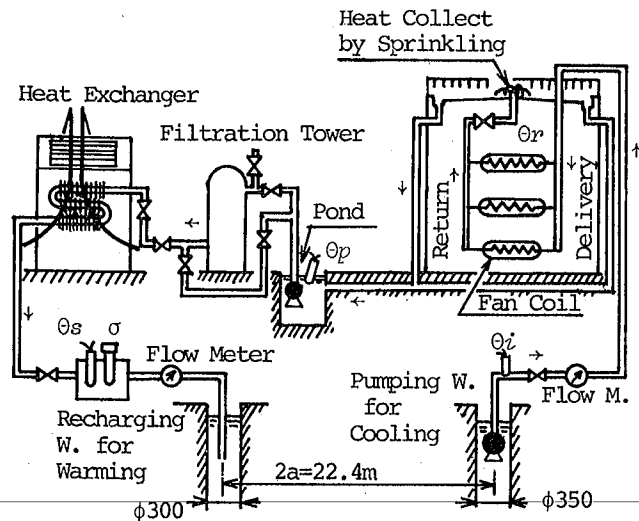 Heat Collect
by Sprinkling
Heat Exchanger
Filtration Tower
Θr
Pond
Return
Delivery
Θp
Fan Coil
Θs σ
Flow Meter
Θi
Pumping W.
for
Cooling
Flow M.
Recharging
W. for
Warming
2a=22.4m
φ300
φ350